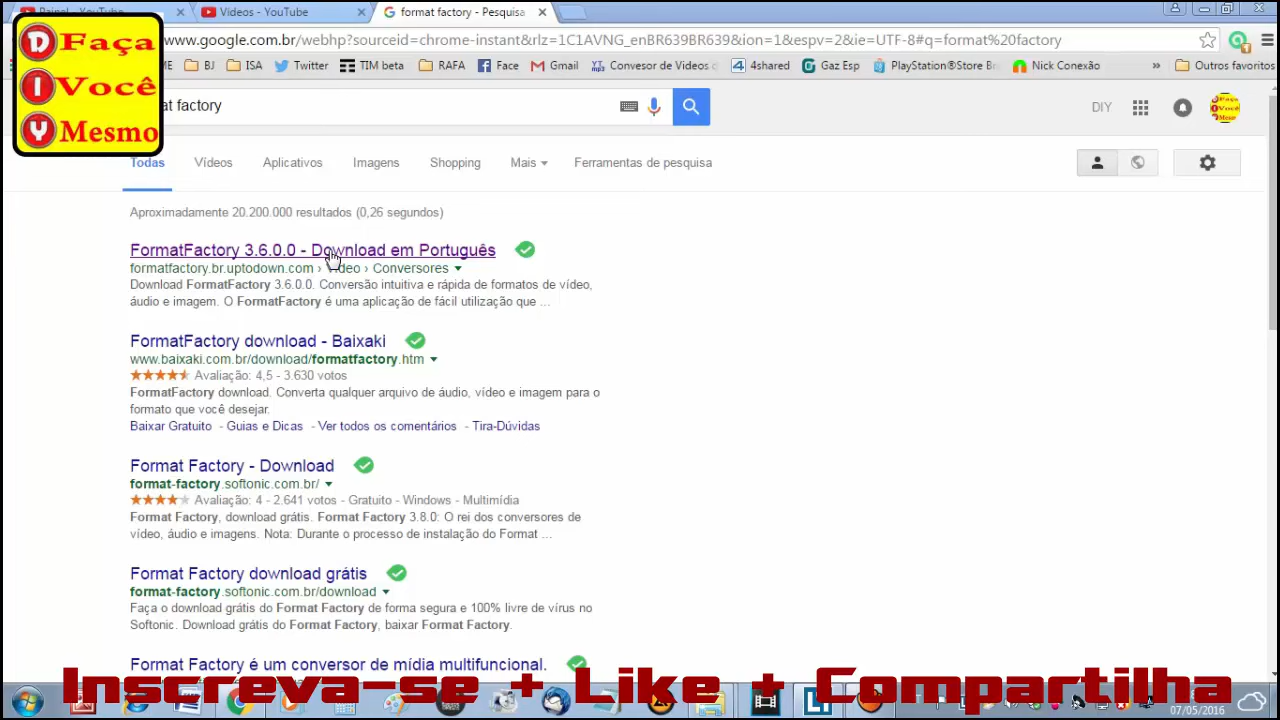 Painel - YouTube
Vídeos - YouTube
format factory - Pesquisa
www.google.com.br/webhp?sourceid=chrome-instant&rlz=1C1AVNG_enBR639BR639&ion=1&espv=2&ie=UTF-8#q=format%20factory
BJ
ISA
Twitter
TIM beta
RAFA
Face
Gmail
Convesor de Videos
4shared
Gaz Esp
PlayStation®Store Br
Nick Conexão
»
Outros favoritos
D Faça
I Você
Y Mesmo
at factory
DIY
Todas
Vídeos
Aplicativos
Imagens
Shopping
Mais
Ferramentas de pesquisa
Aproximadamente 20.200.000 resultados (0,26 segundos)
FormatFactory 3.6.0.0 - Download em Português
formatfactory.br.uptodown.com › Vídeo › Conversores
Download FormatFactory 3.6.0.0. Conversão intuitiva e rápida de formatos de vídeo,
áudio e imagem. O FormatFactory é uma aplicação de fácil utilização que ...
FormatFactory download - Baixaki
www.baixaki.com.br/download/formatfactory.htm
Avaliação: 4,5 - 3.630 votos
FormatFactory download. Converta qualquer arquivo de áudio, vídeo e imagem para o
formato que você desejar.
Baixar Gratuito - Guias e Dicas - Ver todos os comentários - Tira-Dúvidas
Format Factory - Download
format-factory.softonic.com.br/
Avaliação: 4 - 2.641 votos - Gratuito - Windows - Multimídia
Format Factory, download grátis. Format Factory 3.8.0: O rei dos conversores de
vídeo, áudio e imagens. Nota: Durante o processo de instalação do Format ...
Format Factory download grátis
format-factory.softonic.com.br/download
Faça o download grátis do Format Factory de forma segura e 100% livre de vírus no
Softonic. Download grátis do Format Factory, baixar Format Factory.
Format Factory é um conversor de mídia multifuncional.
Inscreva-se + Like + Compartilha
07/05/2016